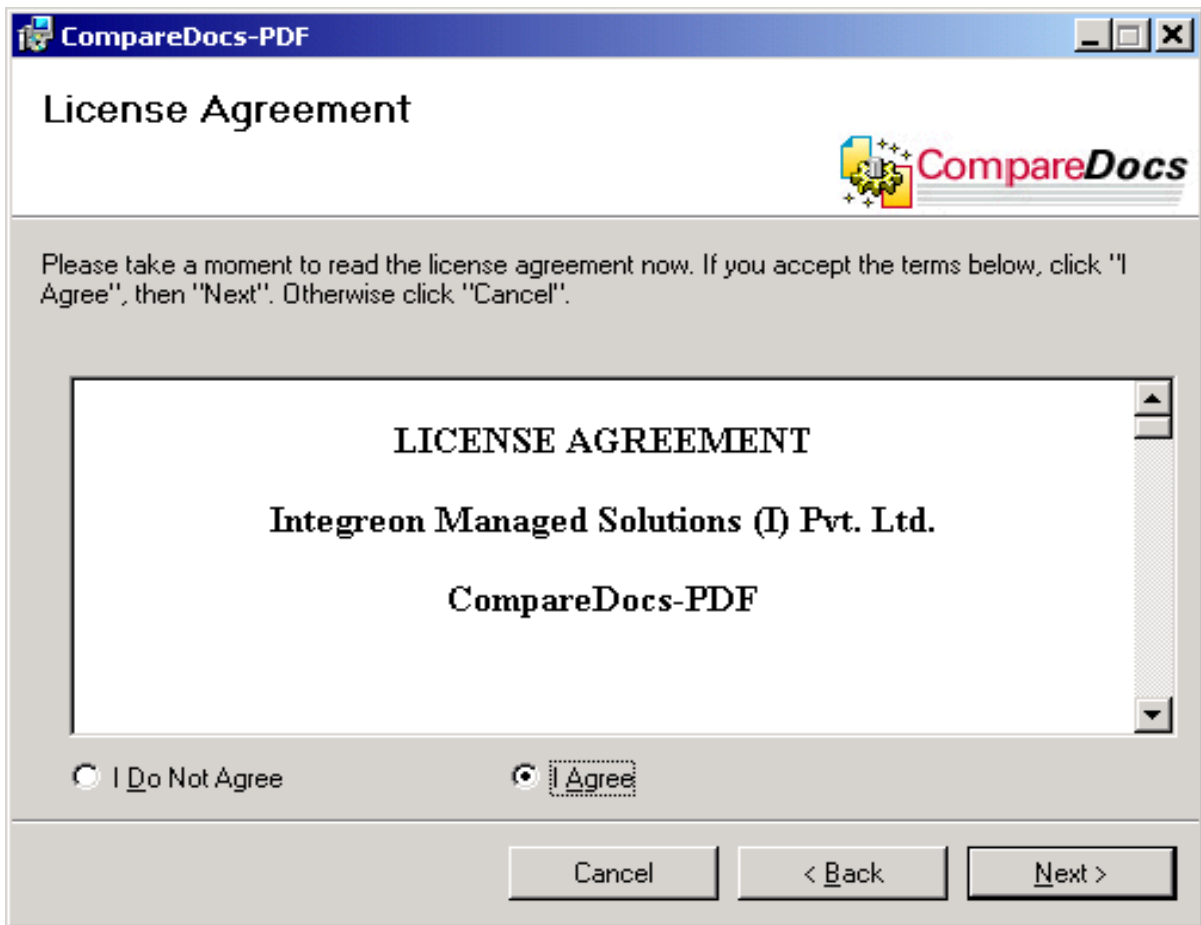 CompareDocs-PDF
License Agreement
CompareDocs
Please take a moment to read the license agreement now. If you accept the terms below, click "I
Agree", then "Next". Otherwise click "Cancel".
LICENSE AGREEMENT
Integreon Managed Solutions (I) Pvt. Ltd.
CompareDocs-PDF
I Do Not Agree
I Agree
Cancel
< Back
Next >